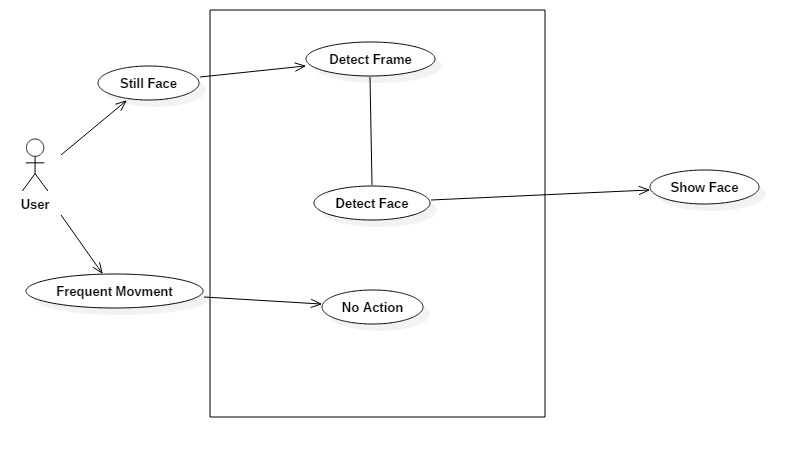 Detect Frame
Still Face
Show Face
User
Detect Face
Frequent Movment
No Action